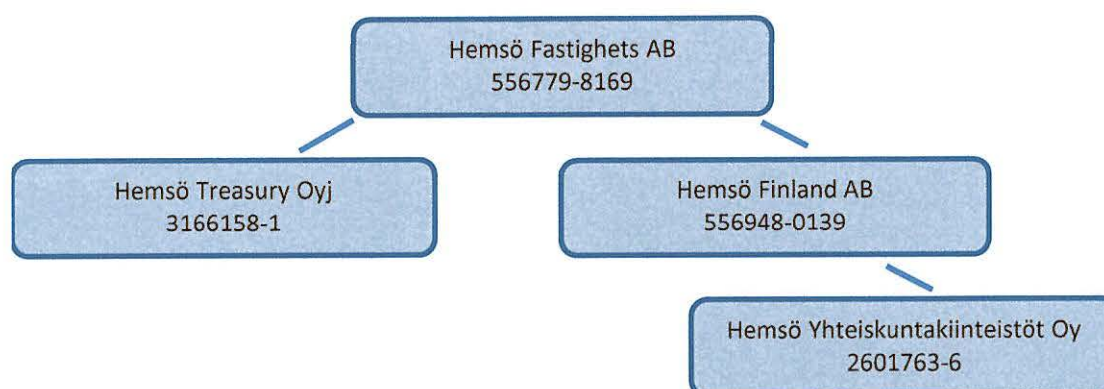 Hemsö Fastighets AB
556779-8169
Hemsö Treasury Oyj
3166158-1
Hemsö Finland AB
556948-0139
Hemsö Yhteiskuntakiinteistöt Oy
2601763-6